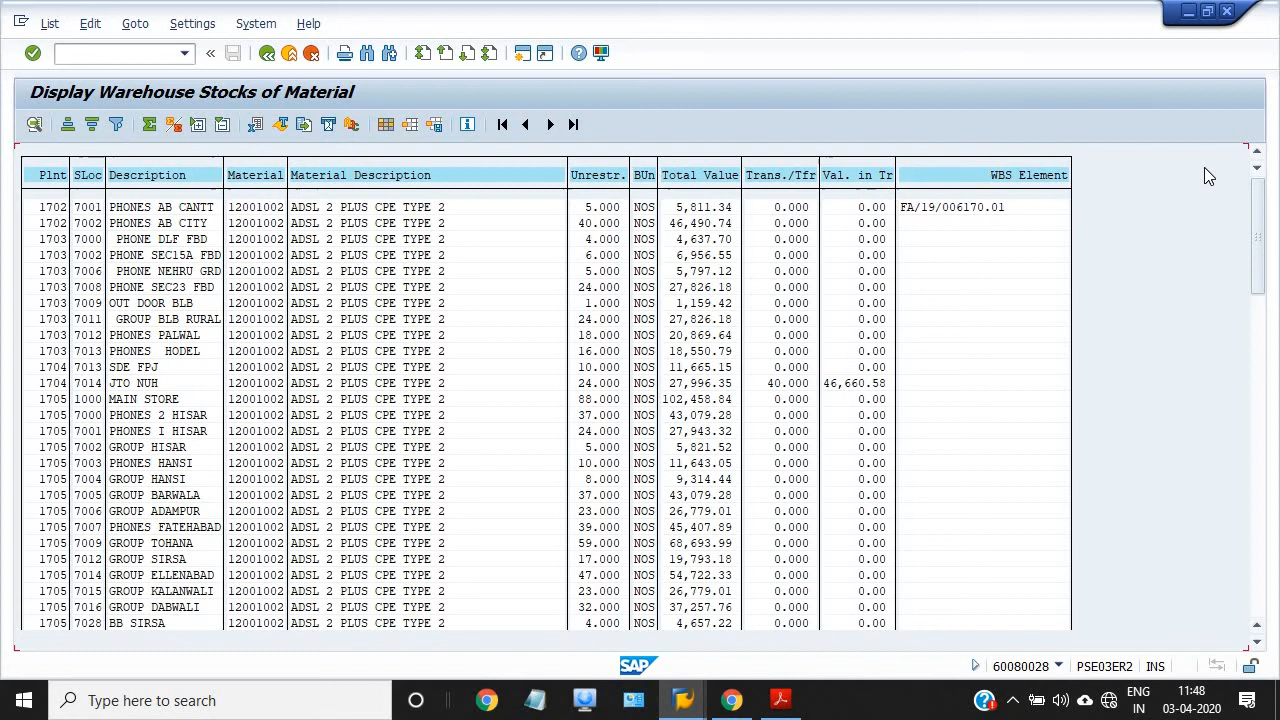 List Edit Goto Settings System Help
Display Warehouse Stocks of Material
Plnt SLoc Description Material Material Description Unrestr. BUn Total Value Trans./Tfr Val. in Tr WBS Element
1702 7001 PHONES AB CANTT 12001002 ADSL 2 PLUS CPE TYPE 2 5.000 NOS 5,811.34 0.000 0.00 FA/19/006170.01
1702 7002 PHONES AB CITY 12001002 ADSL 2 PLUS CPE TYPE 2 40.000 NOS 46,490.74 0.000 0.00
1703 7000 PHONE DLF FBD 12001002 ADSL 2 PLUS CPE TYPE 2 4.000 NOS 4,637.70 0.000 0.00
1703 7002 PHONE SEC15A FBD 12001002 ADSL 2 PLUS CPE TYPE 2 6.000 NOS 6,956.55 0.000 0.00
1703 7006 PHONE NEHRU GRD 12001002 ADSL 2 PLUS CPE TYPE 2 5.000 NOS 5,797.12 0.000 0.00
1703 7008 PHONE SEC23 FBD 12001002 ADSL 2 PLUS CPE TYPE 2 24.000 NOS 27,826.18 0.000 0.00
1703 7009 OUT DOOR BLB 12001002 ADSL 2 PLUS CPE TYPE 2 1.000 NOS 1,159.42 0.000 0.00
1703 7011 GROUP BLB RURAL 12001002 ADSL 2 PLUS CPE TYPE 2 24.000 NOS 27,826.18 0.000 0.00
1703 7012 PHONES PALWAL 12001002 ADSL 2 PLUS CPE TYPE 2 18.000 NOS 20,869.64 0.000 0.00
1703 7013 PHONES HODEL 12001002 ADSL 2 PLUS CPE TYPE 2 16.000 NOS 18,550.79 0.000 0.00
1704 7013 SDE FPJ 12001002 ADSL 2 PLUS CPE TYPE 2 10.000 NOS 11,665.15 0.000 0.00
1704 7014 JTO NUH 12001002 ADSL 2 PLUS CPE TYPE 2 24.000 NOS 27,996.35 40.000 46,660.58
1705 1000 MAIN STORE 12001002 ADSL 2 PLUS CPE TYPE 2 88.000 NOS 102,458.84 0.000 0.00
1705 7000 PHONES 2 HISAR 12001002 ADSL 2 PLUS CPE TYPE 2 37.000 NOS 43,079.28 0.000 0.00
1705 7001 PHONES I HISAR 12001002 ADSL 2 PLUS CPE TYPE 2 24.000 NOS 27,943.32 0.000 0.00
1705 7002 GROUP HISAR 12001002 ADSL 2 PLUS CPE TYPE 2 5.000 NOS 5,821.52 0.000 0.00
1705 7003 PHONES HANSI 12001002 ADSL 2 PLUS CPE TYPE 2 10.000 NOS 11,643.05 0.000 0.00
1705 7004 GROUP HANSI 12001002 ADSL 2 PLUS CPE TYPE 2 8.000 NOS 9,314.44 0.000 0.00
1705 7005 GROUP BARWALA 12001002 ADSL 2 PLUS CPE TYPE 2 37.000 NOS 43,079.28 0.000 0.00
1705 7006 GROUP ADAMPUR 12001002 ADSL 2 PLUS CPE TYPE 2 23.000 NOS 26,779.01 0.000 0.00
1705 7007 PHONES FATEHABAD 12001002 ADSL 2 PLUS CPE TYPE 2 39.000 NOS 45,407.89 0.000 0.00
1705 7009 GROUP TOHANA 12001002 ADSL 2 PLUS CPE TYPE 2 59.000 NOS 68,693.99 0.000 0.00
1705 7012 GROUP SIRSA 12001002 ADSL 2 PLUS CPE TYPE 2 17.000 NOS 19,793.18 0.000 0.00
1705 7014 GROUP ELLENABAD 12001002 ADSL 2 PLUS CPE TYPE 2 47.000 NOS 54,722.33 0.000 0.00
1705 7015 GROUP KALANWALI 12001002 ADSL 2 PLUS CPE TYPE 2 23.000 NOS 26,779.01 0.000 0.00
1705 7016 GROUP DABWALI 12001002 ADSL 2 PLUS CPE TYPE 2 32.000 NOS 37,257.76 0.000 0.00
1705 7028 BB SIRSA 12001002 ADSL 2 PLUS CPE TYPE 2 4.000 NOS 4,657.22 0.000 0.00
SAP 60080028 PSE03ER2 INS
Type here to search ENG 11:48
IN 03-04-2020